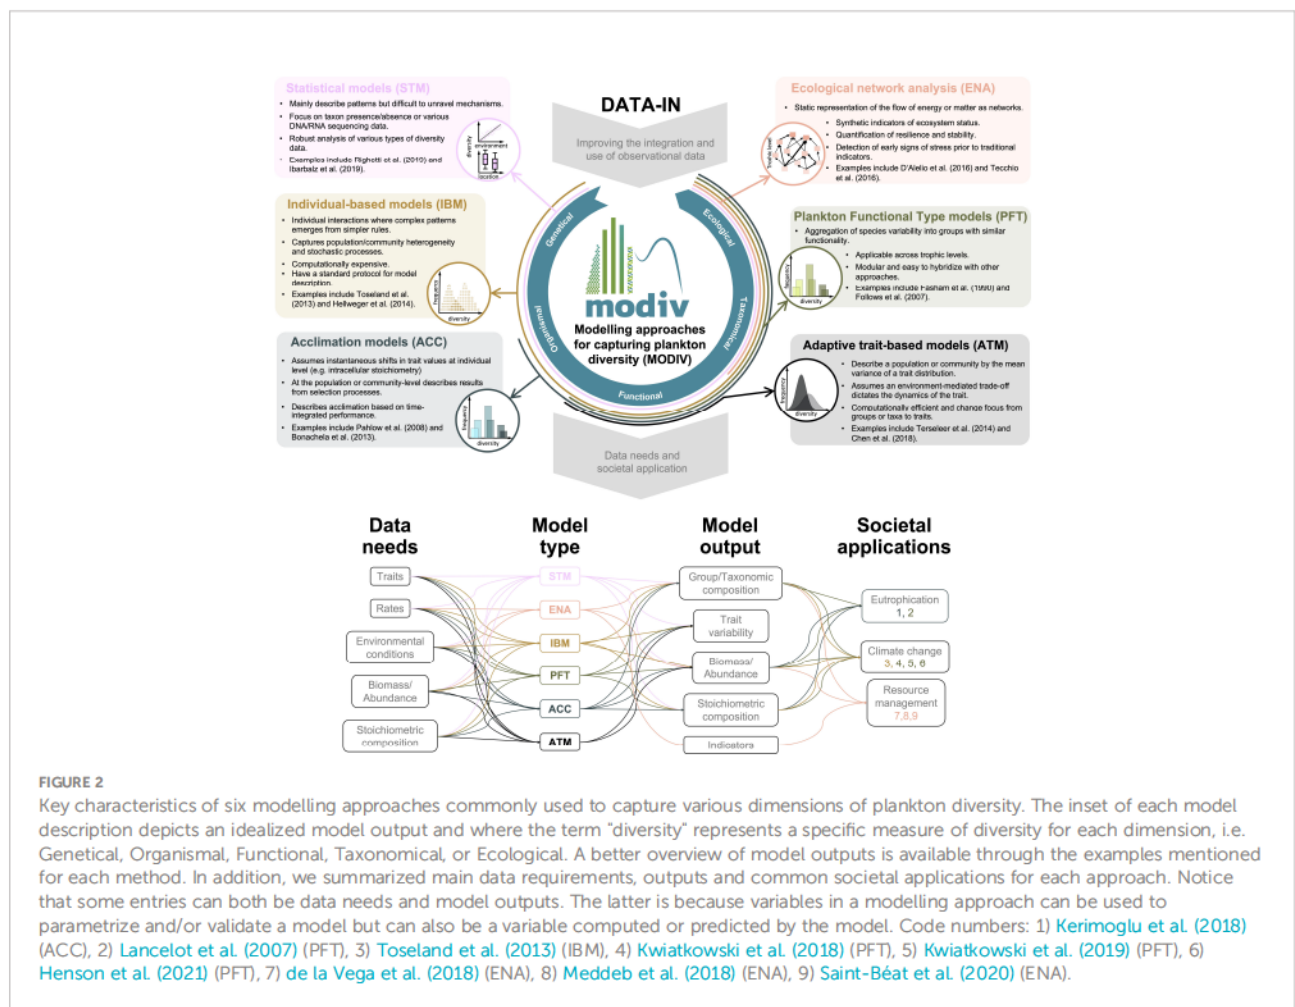 Statistical models (STM)
• Mainly describe patterns but difficult to unravel mechanisms.
• Focus on taxon presence/absence or various
DNA/RNA sequencing data.
• Robust analysis of various types of diversity
data.
• Examples include Righetti et al. (2019) and
Ibarbalz et al. (2019).
diversity
environment
location
Individual-based models (IBM)
• Individual interactions where complex patterns
emerges from simpler rules.
• Captures population/community heterogeneity
and stochastic processes.
• Computationally expensive.
• Have a standard protocol for model
description.
• Examples include Toseland et al.
(2013) and Hellweger et al. (2014).
frequency
diversity
Acclimation models (ACC)
• Assumes instantaneous shifts in trait values at individual
level (e.g. intracellular stoichiometry)
• At the population or community-level describes results
from selection processes.
• Describes acclimation based on time-
integrated performance.
• Examples include Pahlow et al. (2008) and
Bonachela et al. (2013).
frequency
diversity
DATA-IN
Improving the integration and
use of observational data
Genetical
Ecological
Organismal
Taxonomical
Functional
modiv
Modelling approaches
for capturing plankton
diversity (MODIV)
Data needs and
societal application
Ecological network analysis (ENA)
• Static representation of the flow of energy or matter as networks.
• Synthetic indicators of ecosystem status.
• Quantification of resilience and stability.
• Detection of early signs of stress prior to traditional
indicators.
• Examples include D'Alelio et al. (2016) and Tecchio
et al. (2016).
Trophic level
Plankton Functional Type models (PFT)
• Aggregation of species variability into groups with similar
functionality.
• Applicable across trophic levels.
• Modular and easy to hybridize with other
approaches.
• Examples include Fasham et al. (1990) and
Follows et al. (2007).
frequency
diversity
Adaptive trait-based models (ATM)
• Describe a population or community by the mean
variance of a trait distribution.
• Assumes an environment-mediated trade-off
dictates the dynamics of the trait.
• Computationally efficient and change focus from
groups or taxa to traits.
• Examples include Terseleer et al. (2014) and
Chen et al. (2018).
frequency
diversity
Data
needs
Traits
Rates
Environmental
conditions
Biomass/
Abundance
Stoichiometric
composition
Model
type
STM
ENA
IBM
PFT
ACC
ATM
Model
output
Group/Taxonomic
composition
Trait
variability
Biomass/
Abundance
Stoichiometric
composition
Indicators
Societal
applications
Eutrophication
1, 2
Climate change
3, 4, 5, 6
Resource
management
7,8,9
FIGURE 2
Key characteristics of six modelling approaches commonly used to capture various dimensions of plankton diversity. The inset of each model
description depicts an idealized model output and where the term "diversity" represents a specific measure of diversity for each dimension, i.e.
Genetical, Organismal, Functional, Taxonomical, or Ecological. A better overview of model outputs is available through the examples mentioned
for each method. In addition, we summarized main data requirements, outputs and common societal applications for each approach. Notice
that some entries can both be data needs and model outputs. The latter is because variables in a modelling approach can be used to
parametrize and/or validate a model but can also be a variable computed or predicted by the model. Code numbers: 1) Kerimoglu et al. (2018)
(ACC), 2) Lancelot et al. (2007) (PFT), 3) Toseland et al. (2013) (IBM), 4) Kwiatkowski et al. (2018) (PFT), 5) Kwiatkowski et al. (2019) (PFT), 6)
Henson et al. (2021) (PFT), 7) de la Vega et al. (2018) (ENA), 8) Meddeb et al. (2018) (ENA), 9) Saint-Béat et al. (2020) (ENA).